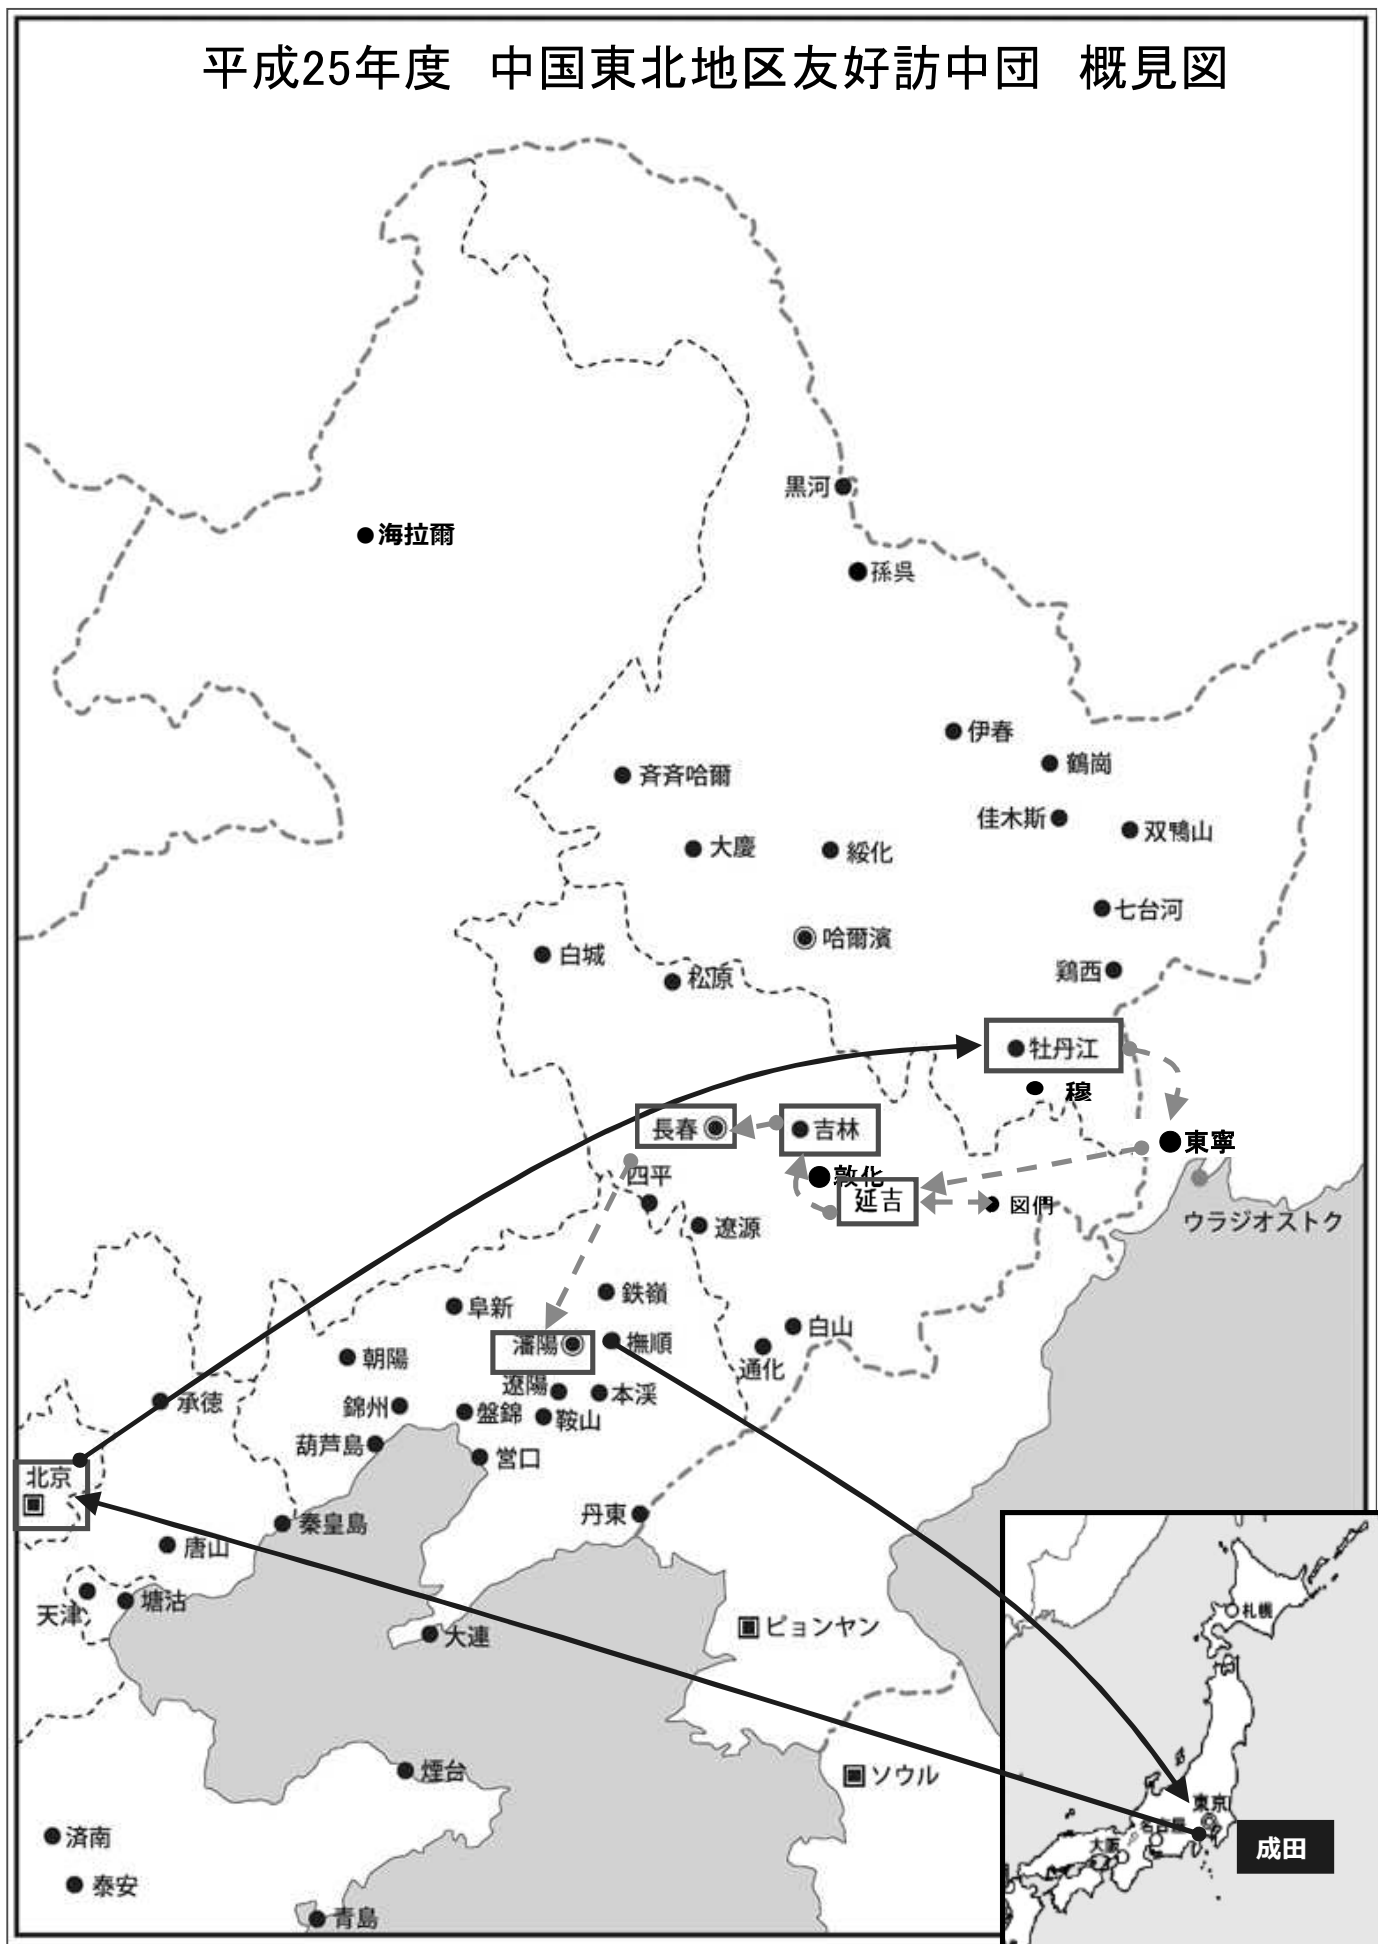 平成25年度　中国東北地区友好訪中団　概見図
黒河
海拉爾
孫呉
伊春
鶴崗
斉斉哈爾
佳木斯
双鴨山
大慶
綏化
七台河
哈爾濱
白城
鶏西
松原
牡丹江
穆
長春
吉林
東寧
敦化
四平
延吉
図們
ウラジオストク
遼源
鉄嶺
阜新
白山
瀋陽
撫順
朝陽
通化
遼陽
本渓
承徳
錦州
盤錦
鞍山
葫芦島
営口
北京
丹東
秦皇島
唐山
天津
塘沽
札幌
ピョンヤン
大連
煙台
ソウル
東京
名古屋
済南
大阪
成田
泰安
青島